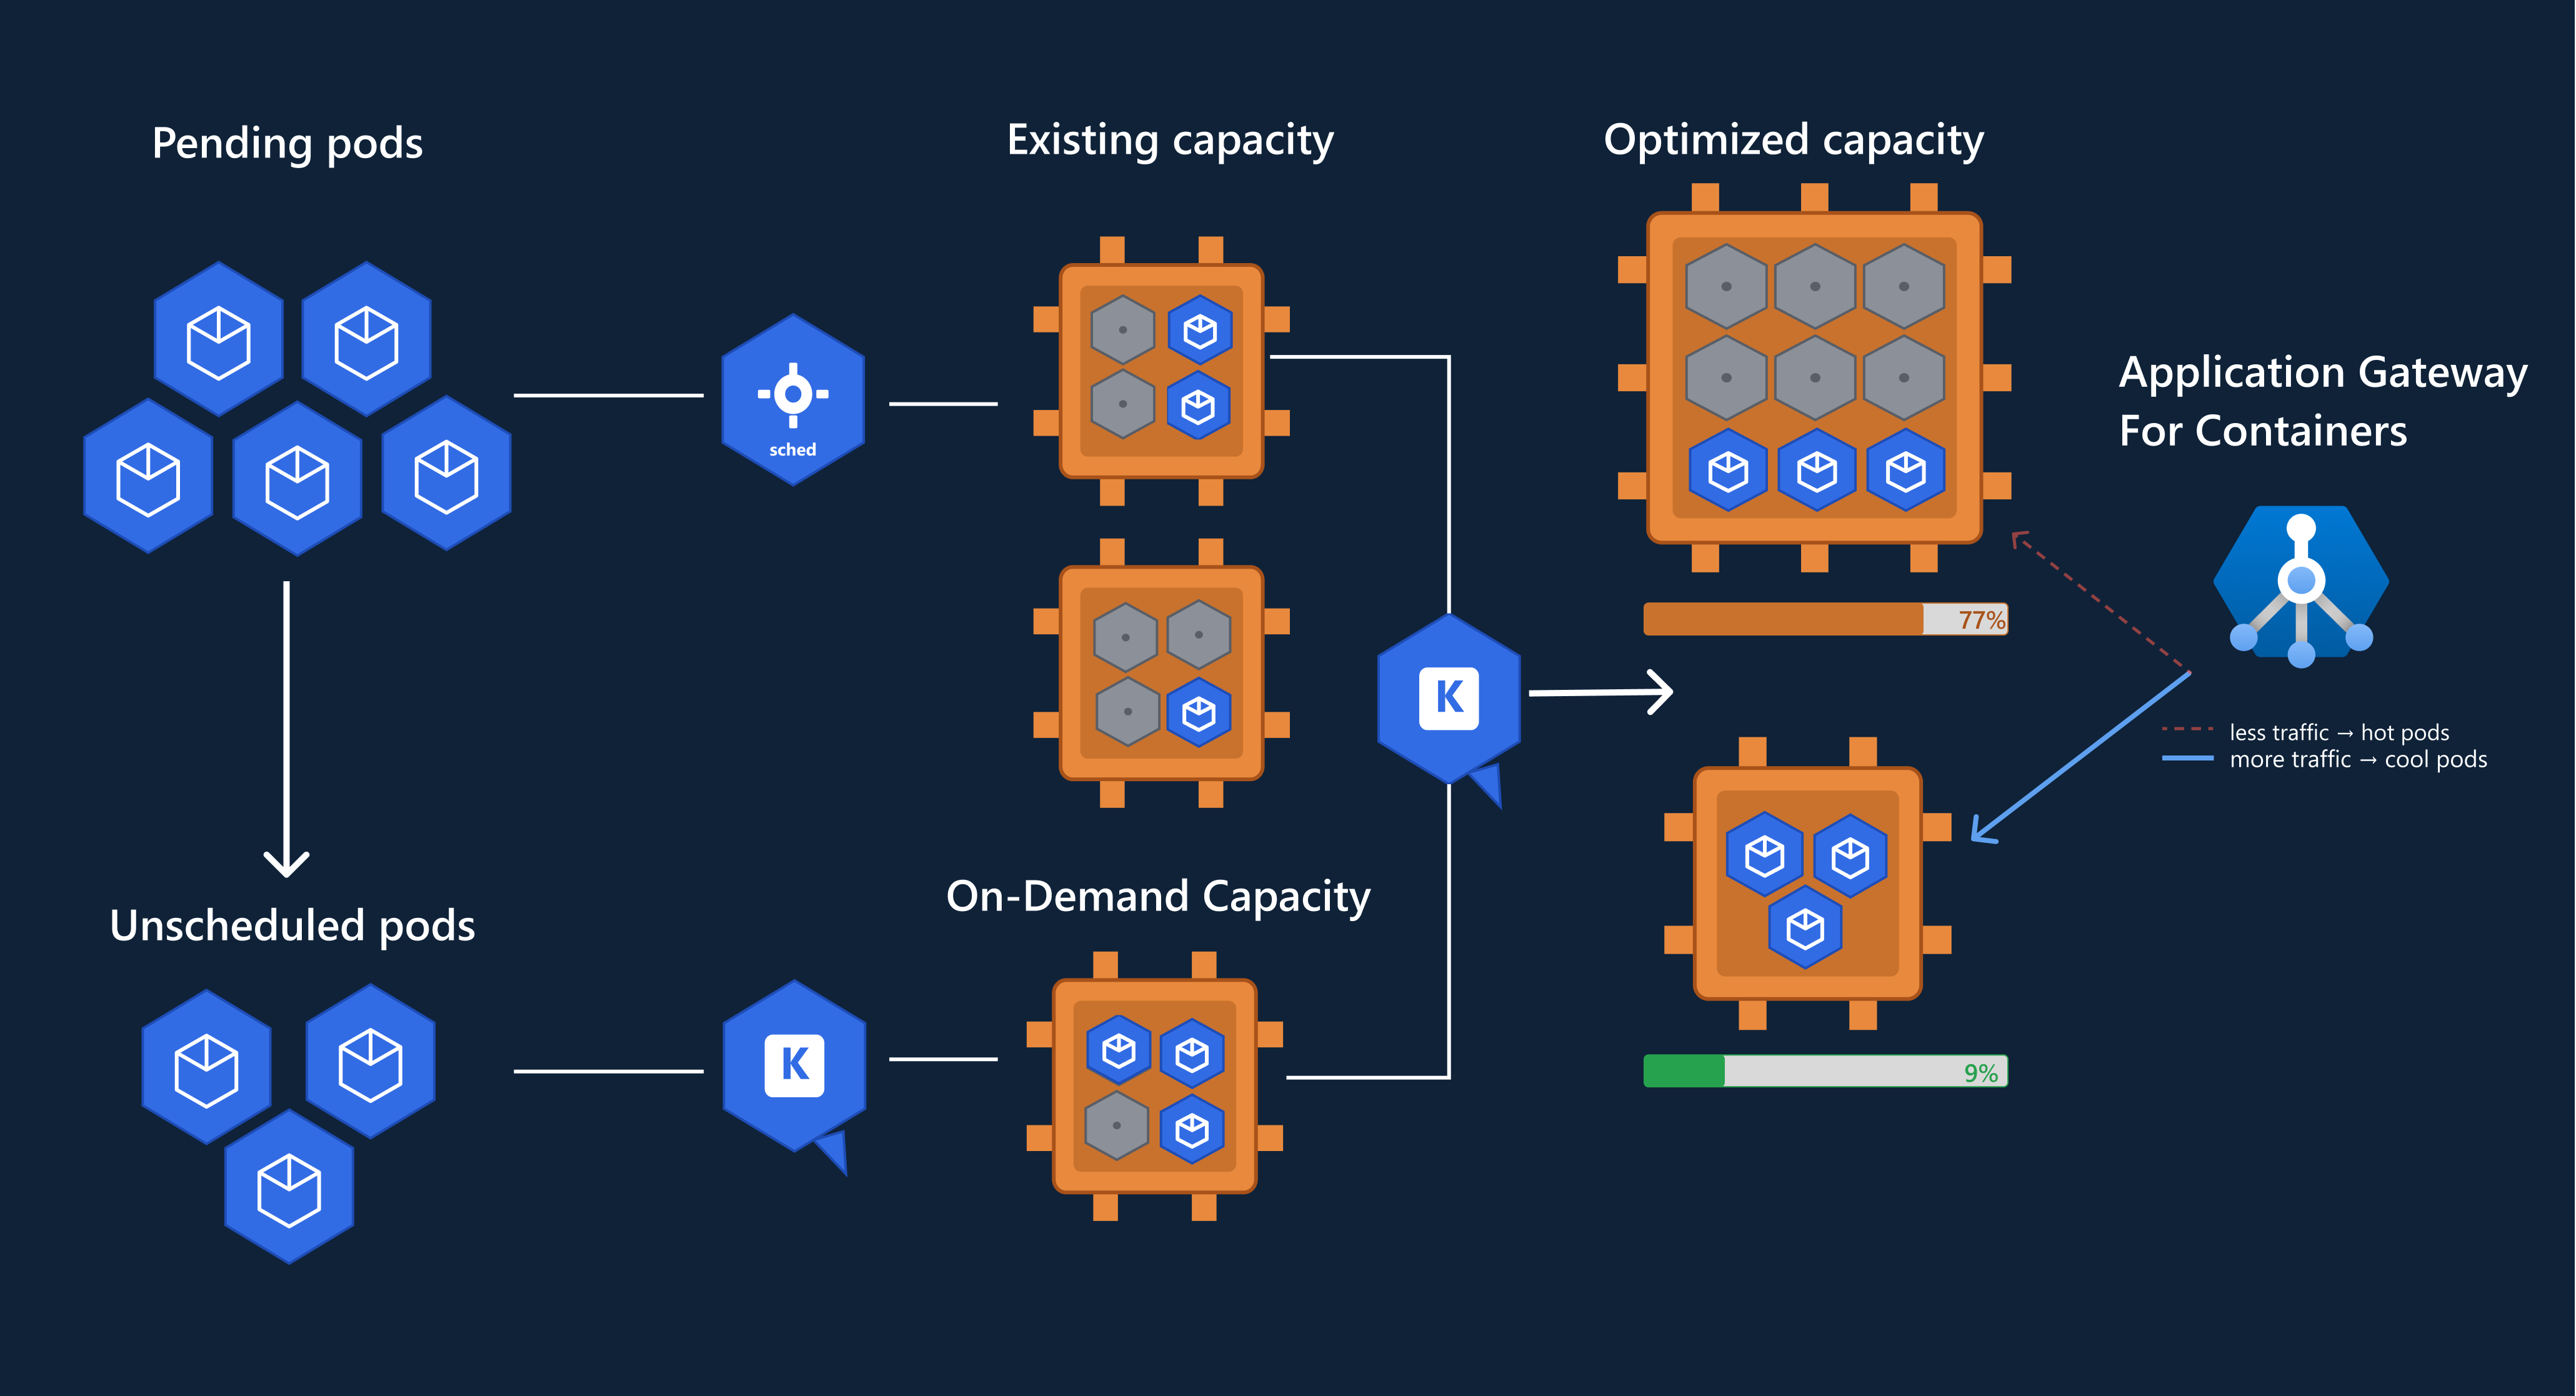 Pending pods
Existing capacity
Optimized capacity
sched
Application Gateway
For Containers
77%
K
less traffic → hot pods
more traffic → cool pods
On-Demand Capacity
Unscheduled pods
K
9%